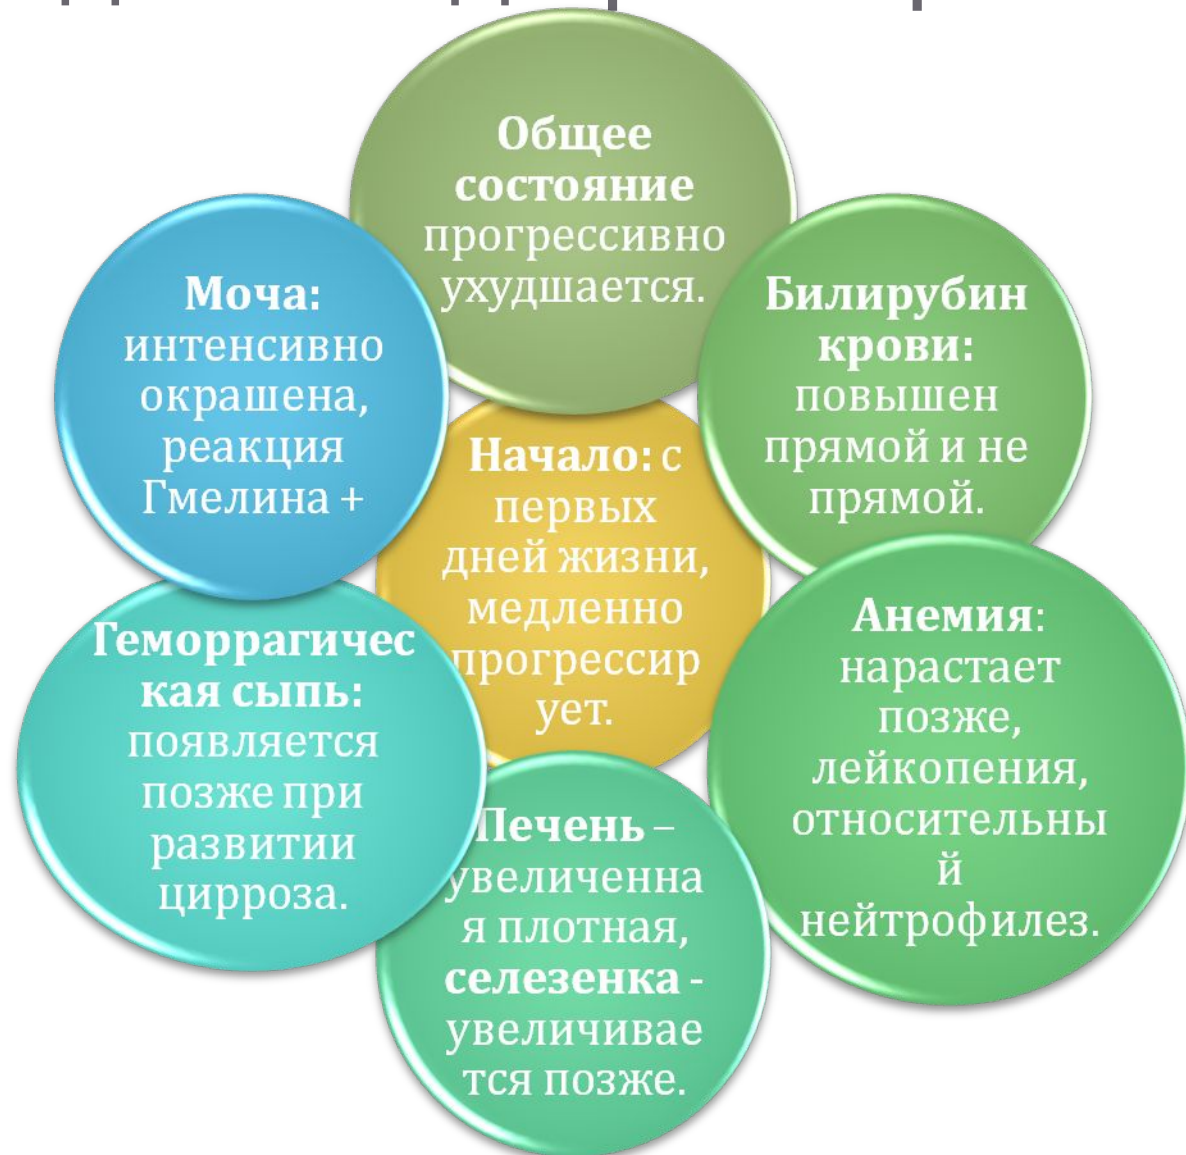 Общее
состояние
прогрессивно
ухудшается.
Билирубин
крови:
повышен
прямой и не
прямой.
Анемия:
нарастает
позже,
лейкопения,
относительны
й
нейтрофилез.
Печень –
увеличенна
я плотная,
селезенка -
увеличивае
тся позже.
Геморрагичес
кая сыпь:
появляется
позже при
развитии
цирроза.
Моча:
интенсивно
окрашена,
реакция
Гмелина +
Начало: с
первых
дней жизни,
медленно
прогрессир
ует.